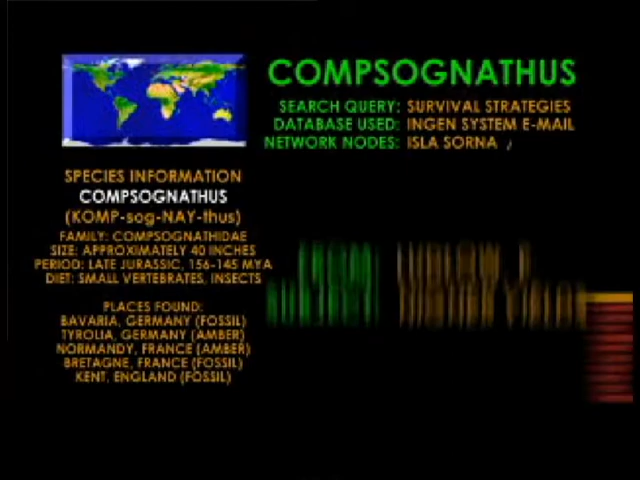 COMPSOGNATHUS
SEARCH QUERY: SURVIVAL STRATEGIES
DATABASE USED: INGEN SYSTEM E-MAIL
NETWORK NODES: ISLA SORNA
SPECIES INFORMATION
COMPSOGNATHUS
(KOMP-sog-NAY-thus)
FAMILY: COMPSOGNATHIDAE
SIZE: APPROXIMATELY 40 INCHES
PERIOD: LATE JURASSIC, 156-145 MYA
DIET: SMALL VERTEBRATES, INSECTS
PLACES FOUND:
BAVARIA, GERMANY (FOSSIL)
TYROLIA, GERMANY (AMBER)
NORMANDY, FRANCE (AMBER)
BRETAGNE, FRANCE (FOSSIL)
KENT, ENGLAND (FOSSIL)